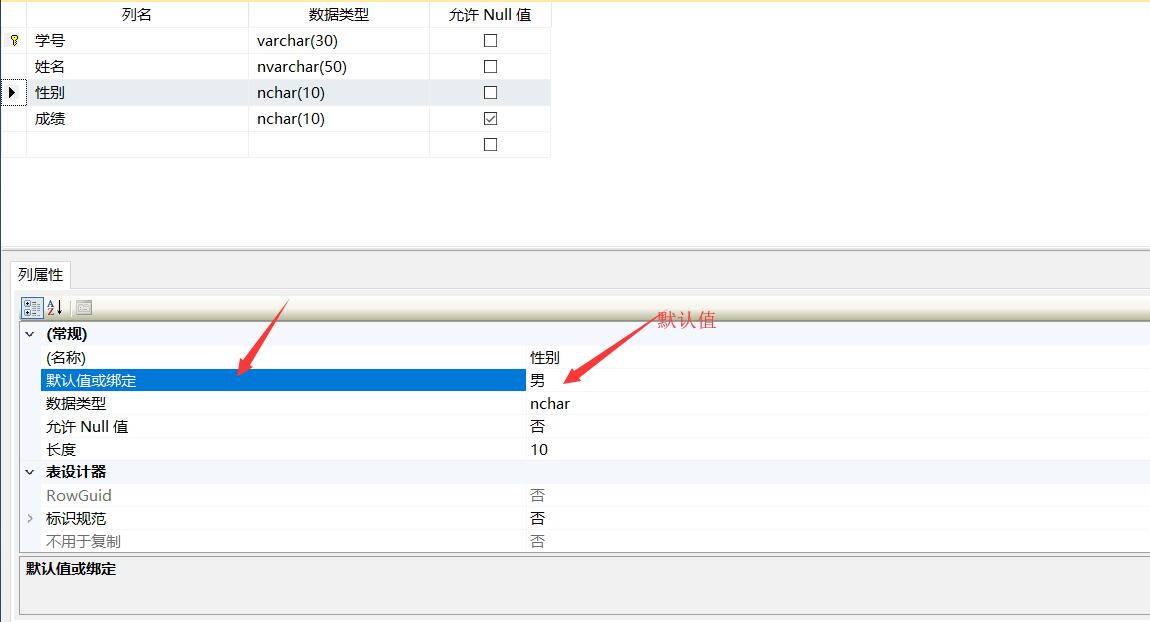 列名 数据类型 允许 Null 值
学号 varchar(30)
姓名 nvarchar(50)
性别 nchar(10)
成绩 nchar(10)
列属性
(常规)
默认值
(名称) 性别
默认值或绑定 男
数据类型 nchar
允许 Null 值 否
长度 10
表设计器
RowGuid 否
标识规范 否
不用于复制 否
默认值或绑定